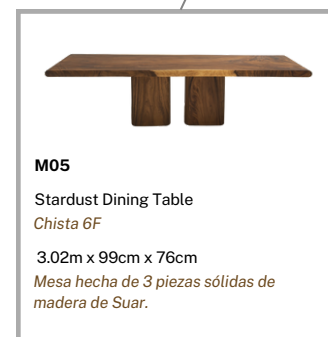 M05
Stardust Dining Table
Chista 6F
3.02m x 99cm x 76cm
Mesa hecha de 3 piezas sólidas de
madera de Suar.